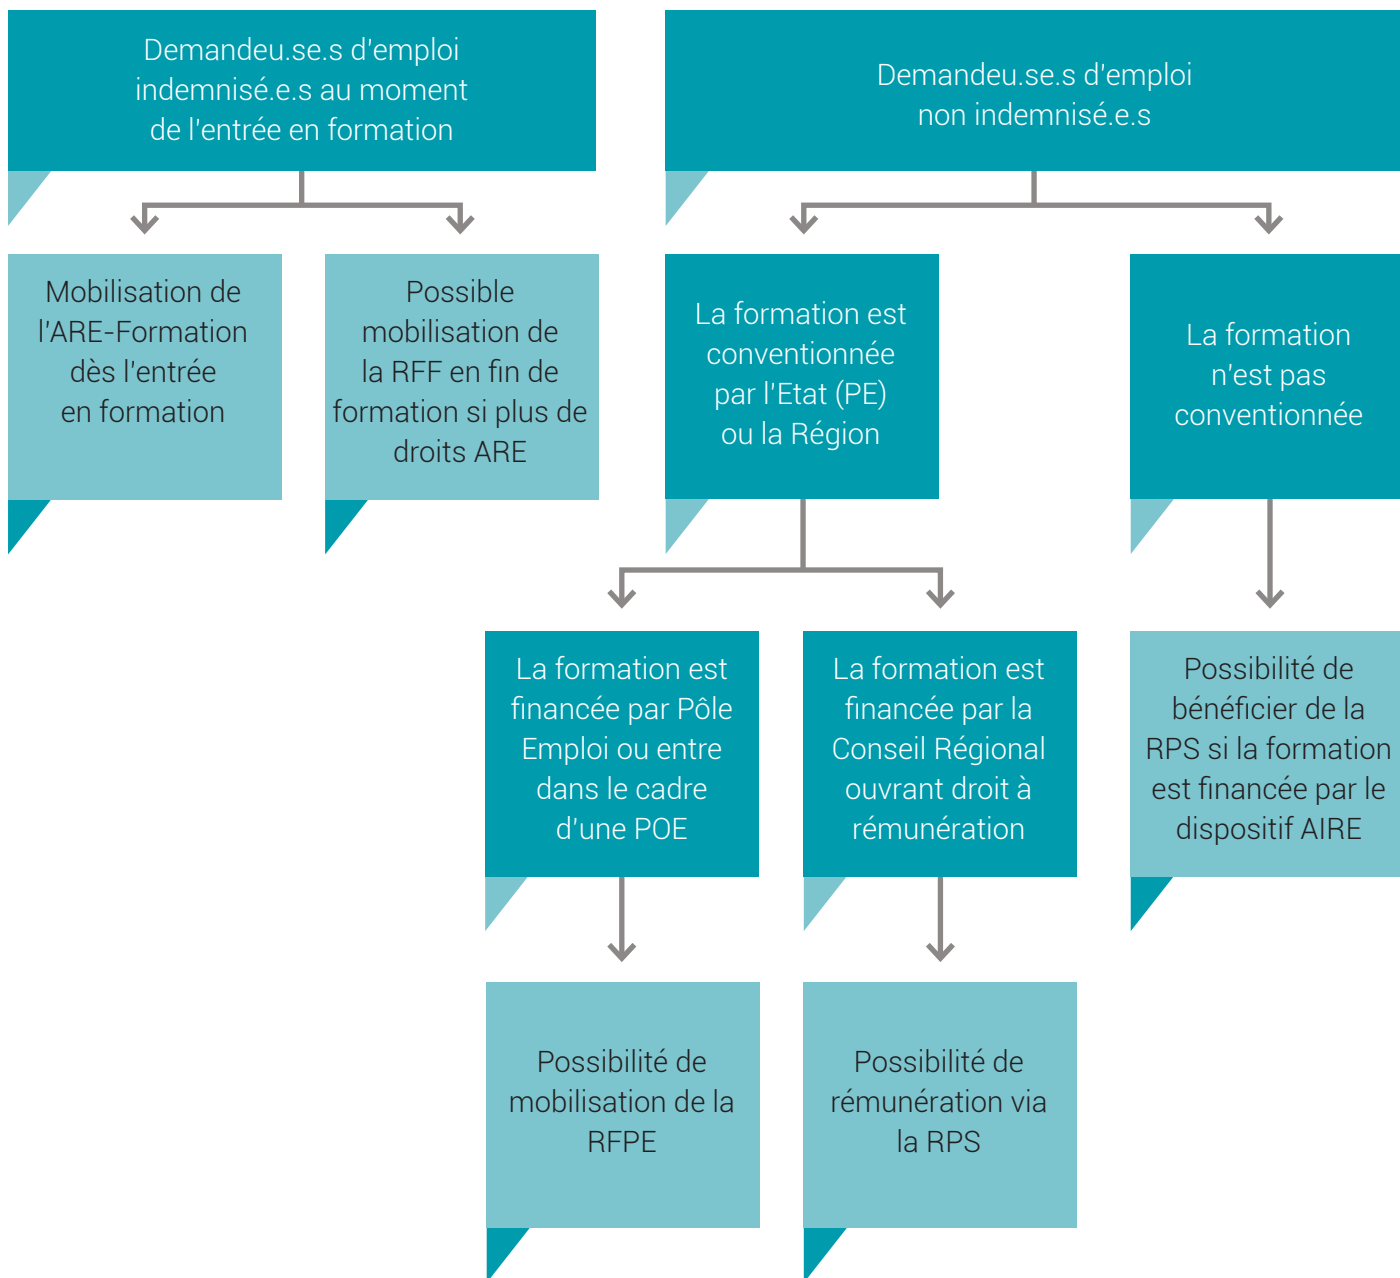 Demandeu.se.s d'emploi
indemnisé.e.s au moment
de l'entrée en formation
Demandeu.se.s d'emploi
non indemnisé.e.s
Mobilisation de
l'ARE-Formation
dès l'entrée
en formation
Possible
mobilisation de
la RFF en fin de
formation si plus de
droits ARE
La formation est
conventionnée
par l'Etat (PE)
ou la Région
La formation
n'est pas
conventionnée
La formation est
financée par Pôle
Emploi ou entre
dans le cadre
d'une POE
La formation est
financée par la
Conseil Régional
ouvrant droit à
rémunération
Possibilité de
bénéficier de la
RPS si la formation
est financée par le
dispositif AIRE
Possibilité de
mobilisation de la
RFPE
Possibilité de
rémunération via
la RPS